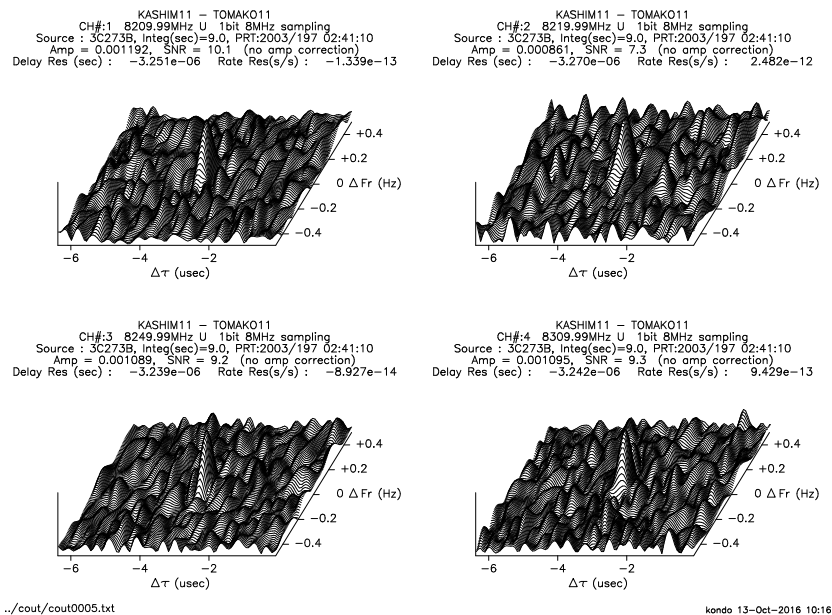 KASHIM11 - TOMAKO11
CH#:1 8209.99MHz U 1bit 8MHz sampling
Source : 3C273B, Integ(sec)=9.0, PRT:2003/197 02:41:10
Amp = 0.001192, SNR = 10.1 (no amp correction)
Delay Res (sec) : -3.251e-06 Rate Res(s/s) : -1.339e-13
+0.4
+0.2
0 Δ Fr (Hz)
-0.2
-0.4
-6 -4 -2
Δτ (usec)
KASHIM11 - TOMAKO11
CH#:2 8219.99MHz U 1bit 8MHz sampling
Source : 3C273B, Integ(sec)=9.0, PRT:2003/197 02:41:10
Amp = 0.000861, SNR = 7.3 (no amp correction)
Delay Res (sec) : -3.270e-06 Rate Res(s/s) : 2.482e-12
+0.4
+0.2
0 Δ Fr (Hz)
-0.2
-0.4
-6 -4 -2
Δτ (usec)
KASHIM11 - TOMAKO11
CH#:3 8249.99MHz U 1bit 8MHz sampling
Source : 3C273B, Integ(sec)=9.0, PRT:2003/197 02:41:10
Amp = 0.001089, SNR = 9.2 (no amp correction)
Delay Res (sec) : -3.239e-06 Rate Res(s/s) : -8.927e-14
+0.4
+0.2
0 Δ Fr (Hz)
-0.2
-0.4
-6 -4 -2
Δτ (usec)
KASHIM11 - TOMAKO11
CH#:4 8309.99MHz U 1bit 8MHz sampling
Source : 3C273B, Integ(sec)=9.0, PRT:2003/197 02:41:10
Amp = 0.001095, SNR = 9.3 (no amp correction)
Delay Res (sec) : -3.242e-06 Rate Res(s/s) : 9.429e-13
+0.4
+0.2
0 Δ Fr (Hz)
-0.2
-0.4
-6 -4 -2
Δτ (usec)
../cout/cout0005.txt
kondo 13-Oct-2016 10:16